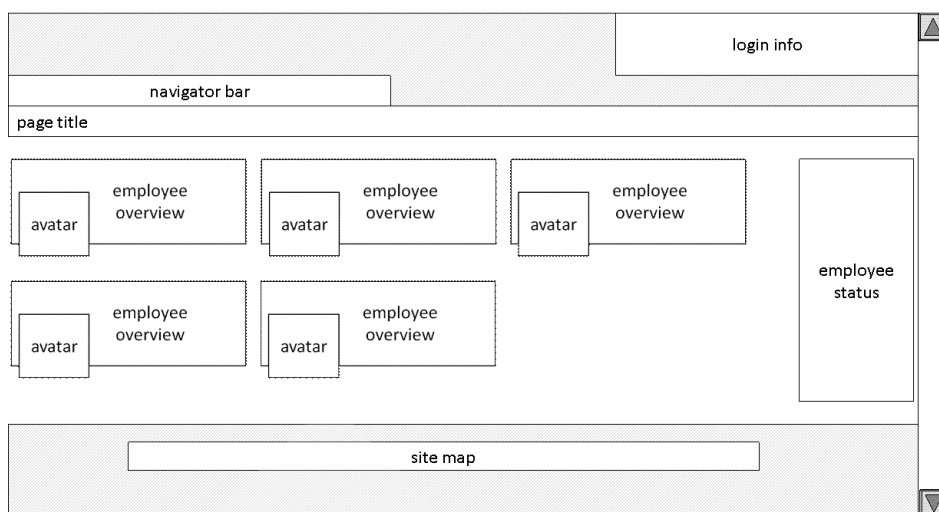 login info
navigator bar
page title
employee
overview
avatar
employee
overview
avatar
employee
overview
avatar
employee
status
employee
overview
avatar
employee
overview
avatar
site map